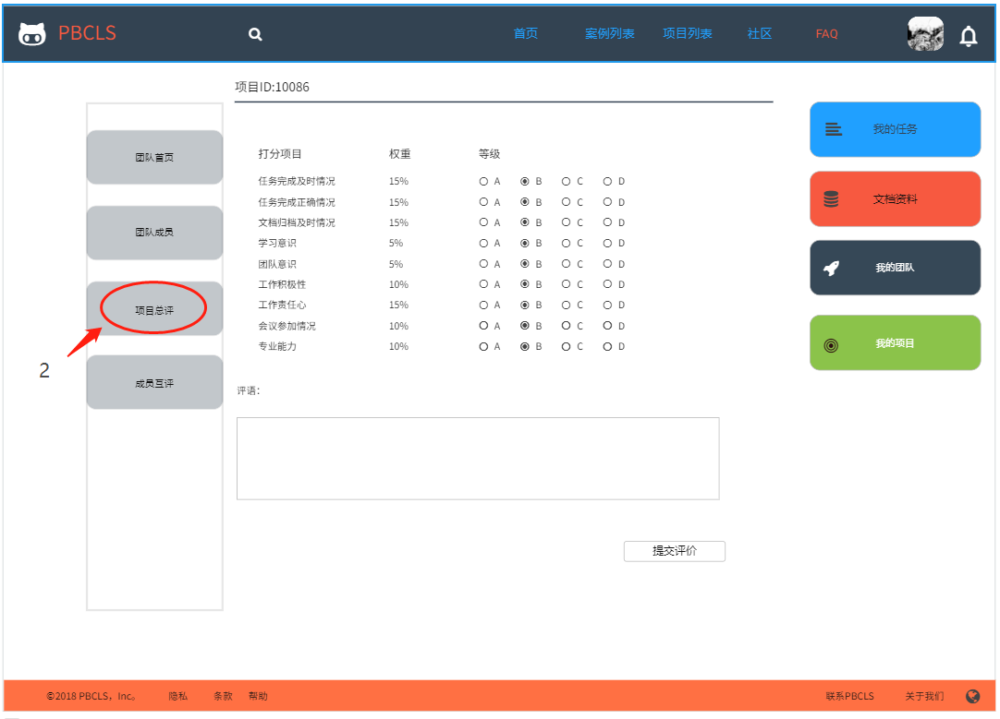 PBCLS 首页 案例列表 项目列表 社区 FAQ
项目ID:10086
团队首页
团队成员
项目总评
2
成员互评
打分项目 权重 等级
任务完成及时情况 15% A B C D
任务完成正确情况 15% A B C D
文档归档及时情况 15% A B C D
学习意识 5% A B C D
团队意识 5% A B C D
工作积极性 10% A B C D
工作责任心 15% A B C D
会议参加情况 10% A B C D
专业能力 10% A B C D
评语：
提交评价
我的任务
文档资料
我的团队
我的项目
©2018 PBCLS，Inc。 隐私 条款 帮助 联系PBCLS 关于我们